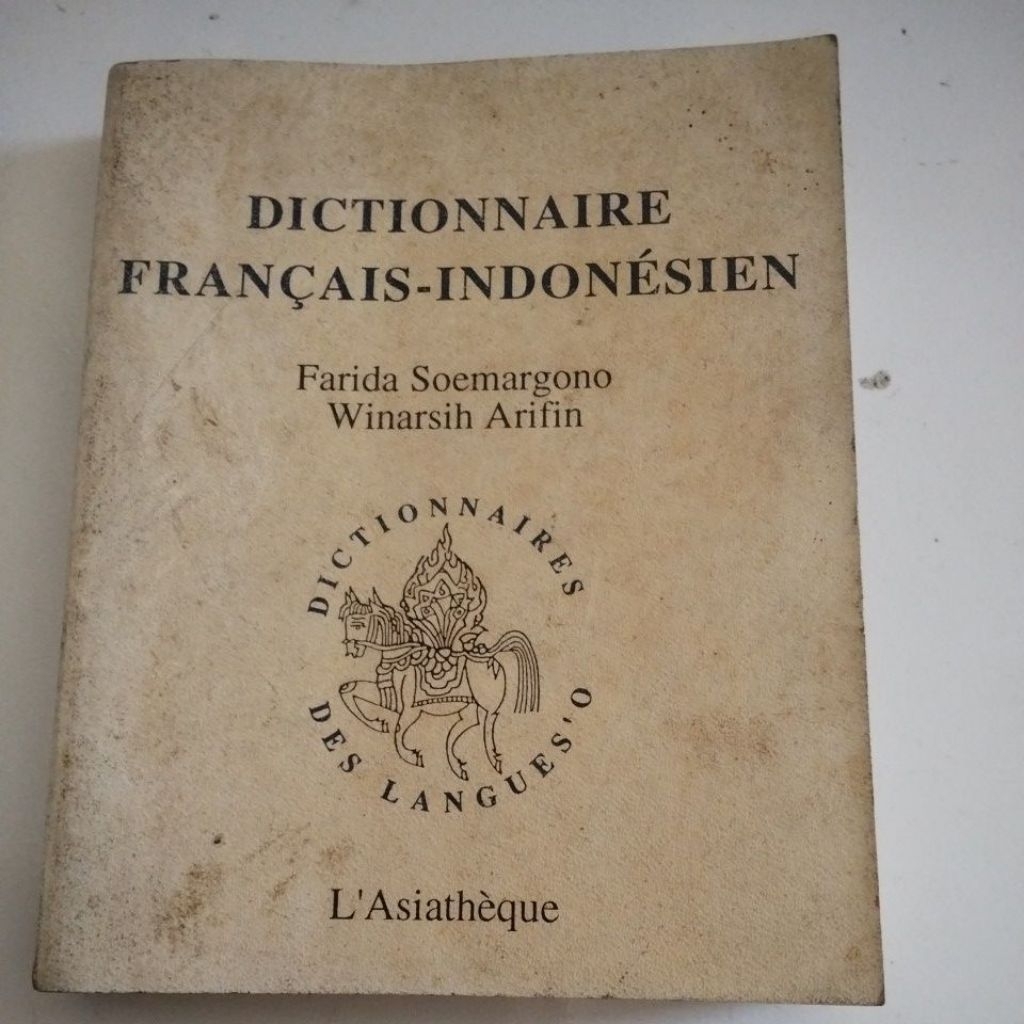 DICTIONNAIRE
FRANÇAIS-INDONÉSIEN
Farida Soemargono
Winarsih Arifin
DICTIONNAIRES
DES LANGUES'O
L'Asiathèque